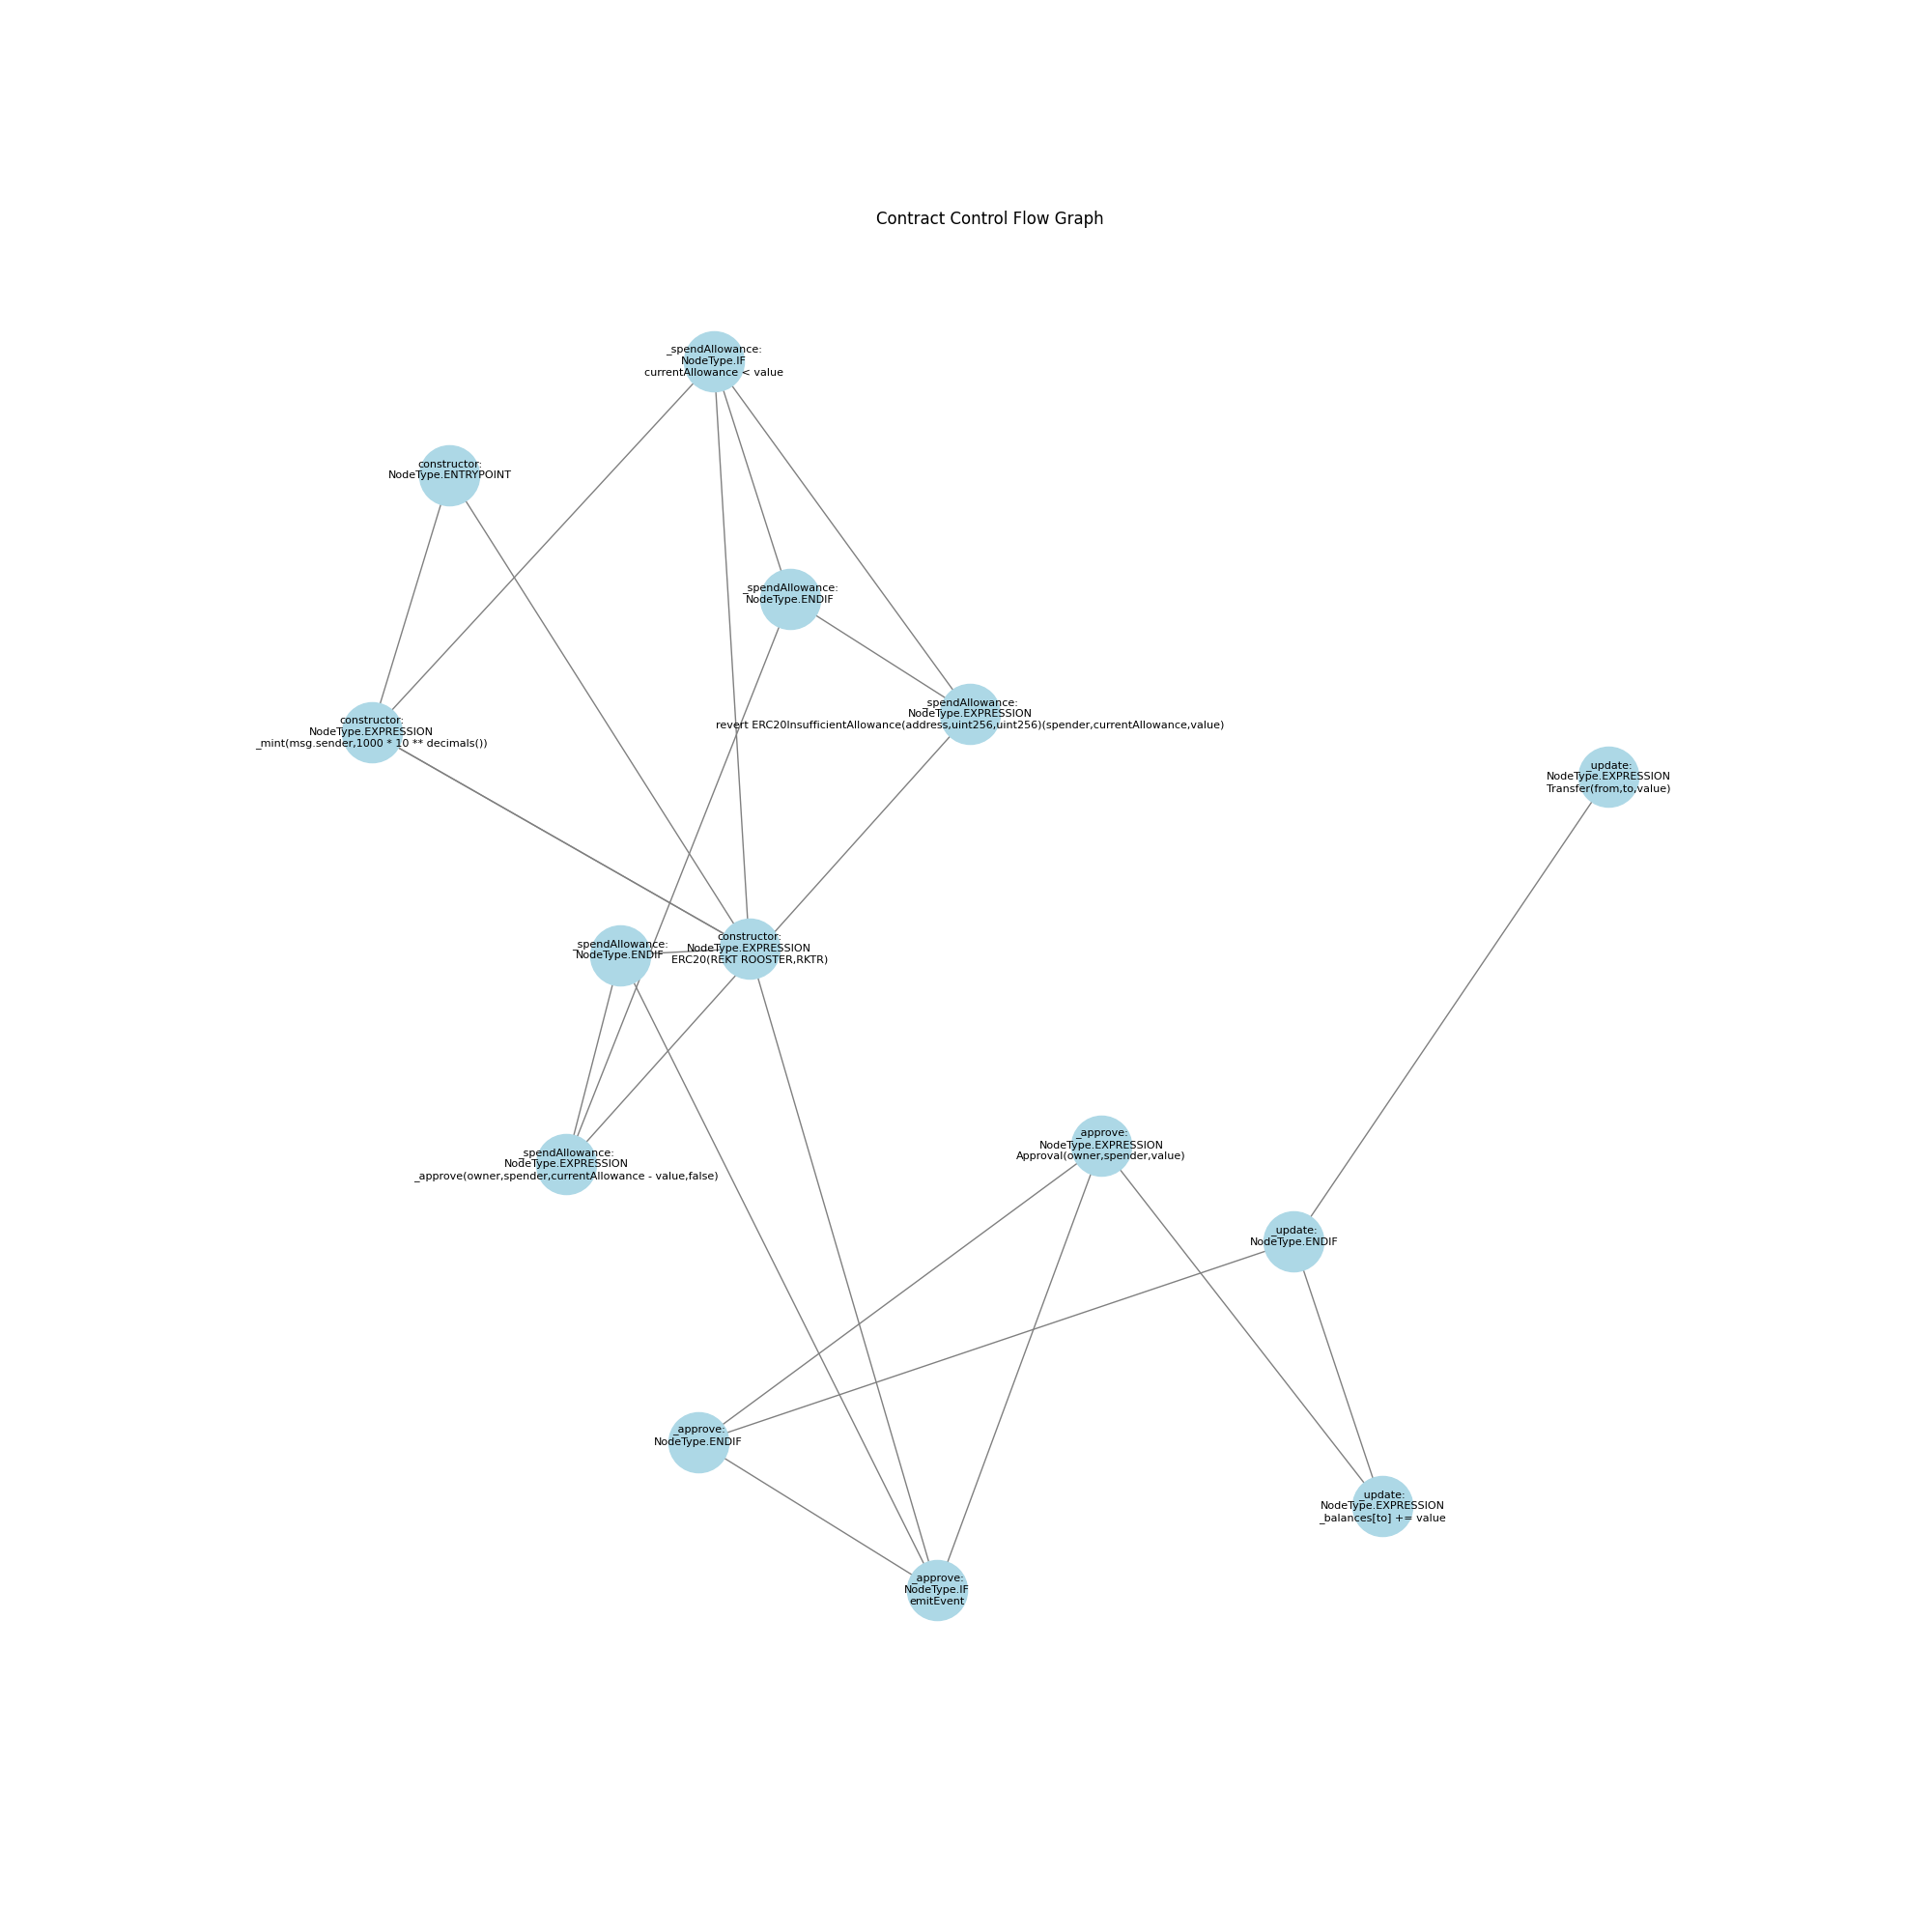 Contract Control Flow Graph
_spendAllowance:
NodeType.IF
currentAllowance < value
constructor:
NodeType.ENTRYPOINT
_spendAllowance:
NodeType.ENDIF
_spendAllowance:
NodeType.EXPRESSION
revert ERC20InsufficientAllowance(address,uint256,uint256)(spender,currentAllowance,value)
constructor:
NodeType.EXPRESSION
_mint(msg.sender,1000 * 10 ** decimals())
_update:
NodeType.EXPRESSION
Transfer(from,to,value)
_spendAllowance:
NodeType.ENDIF
constructor:
NodeType.EXPRESSION
ERC20(REKT ROOSTER,RKTR)
_spendAllowance:
NodeType.EXPRESSION
_approve(owner,spender,currentAllowance - value,false)
_approve:
NodeType.EXPRESSION
Approval(owner,spender,value)
_update:
NodeType.ENDIF
_approve:
NodeType.ENDIF
_update:
NodeType.EXPRESSION
_balances[to] += value
_approve:
NodeType.IF
emitEvent